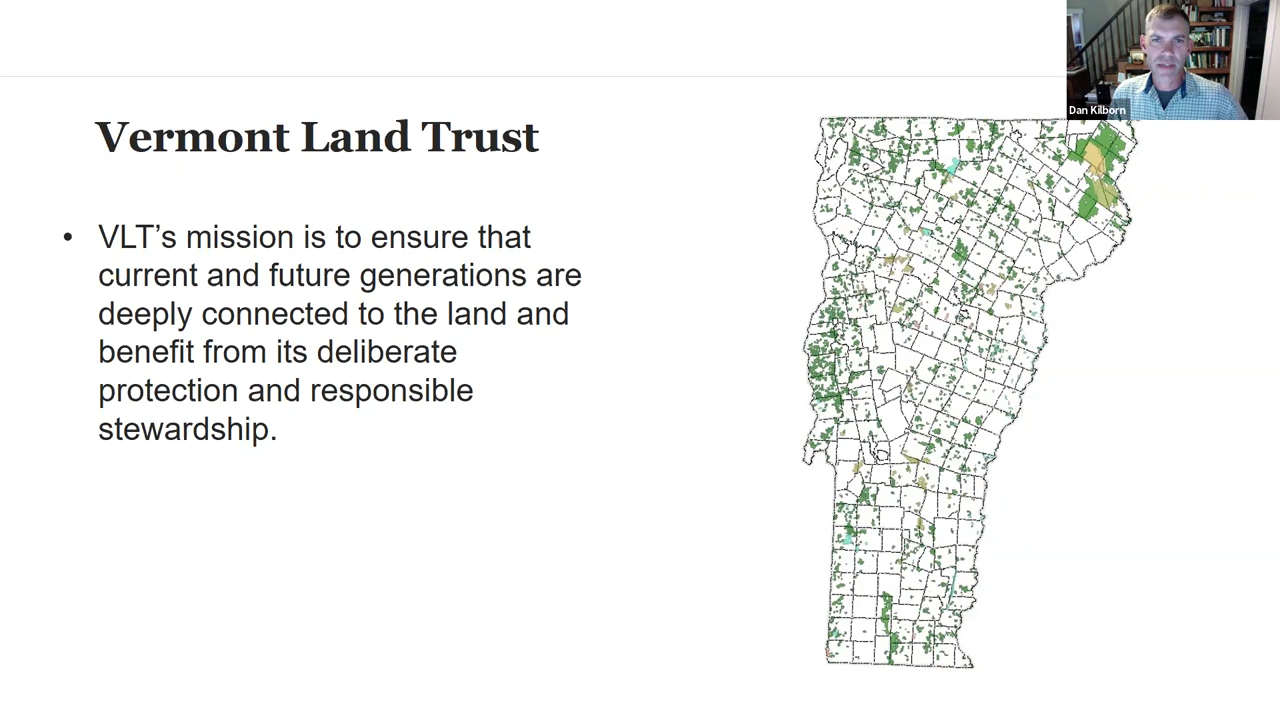 Dan Kilborn
Vermont Land Trust
• VLT’s mission is to ensure that
current and future generations are
deeply connected to the land and
benefit from its deliberate
protection and responsible
stewardship.